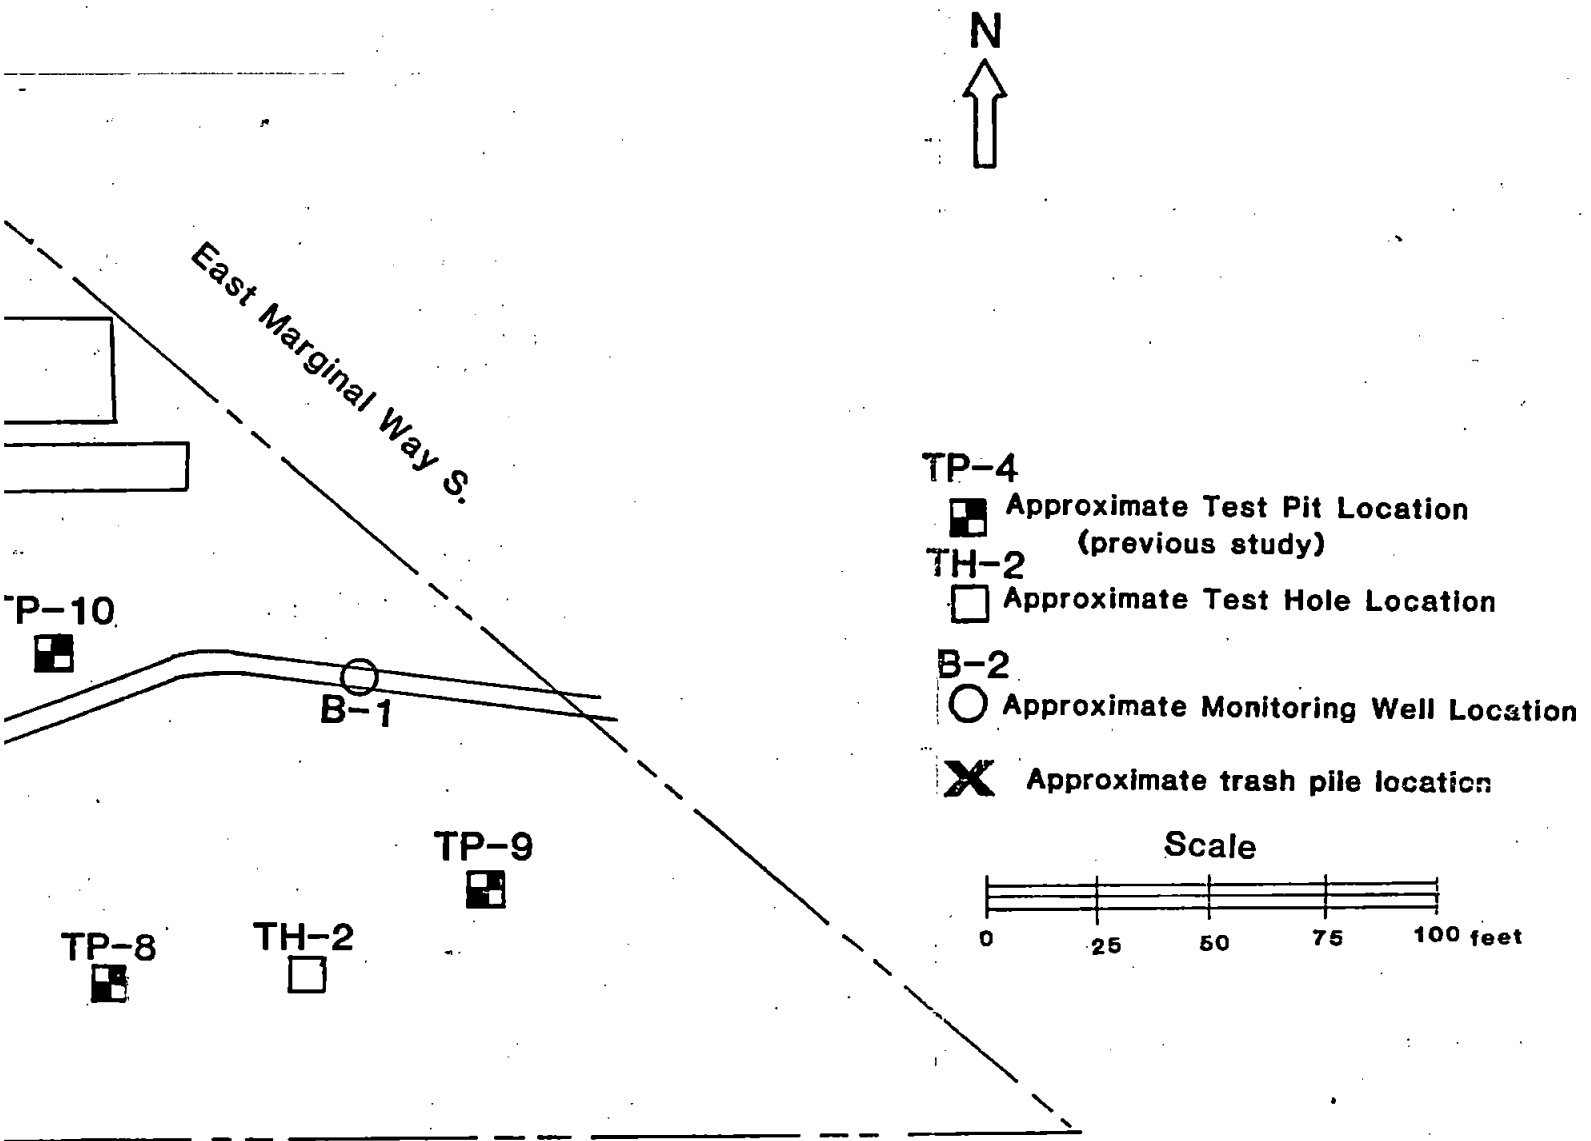 N
East Marginal Way S.
TP-4
Approximate Test Pit Location
(previous study)
TH-2
Approximate Test Hole Location
TP-10
B-2
Approximate Monitoring Well Location
B-1
Approximate trash pile location
TP-9
Scale
0 25 50 75 100 feet
TP-8
TH-2